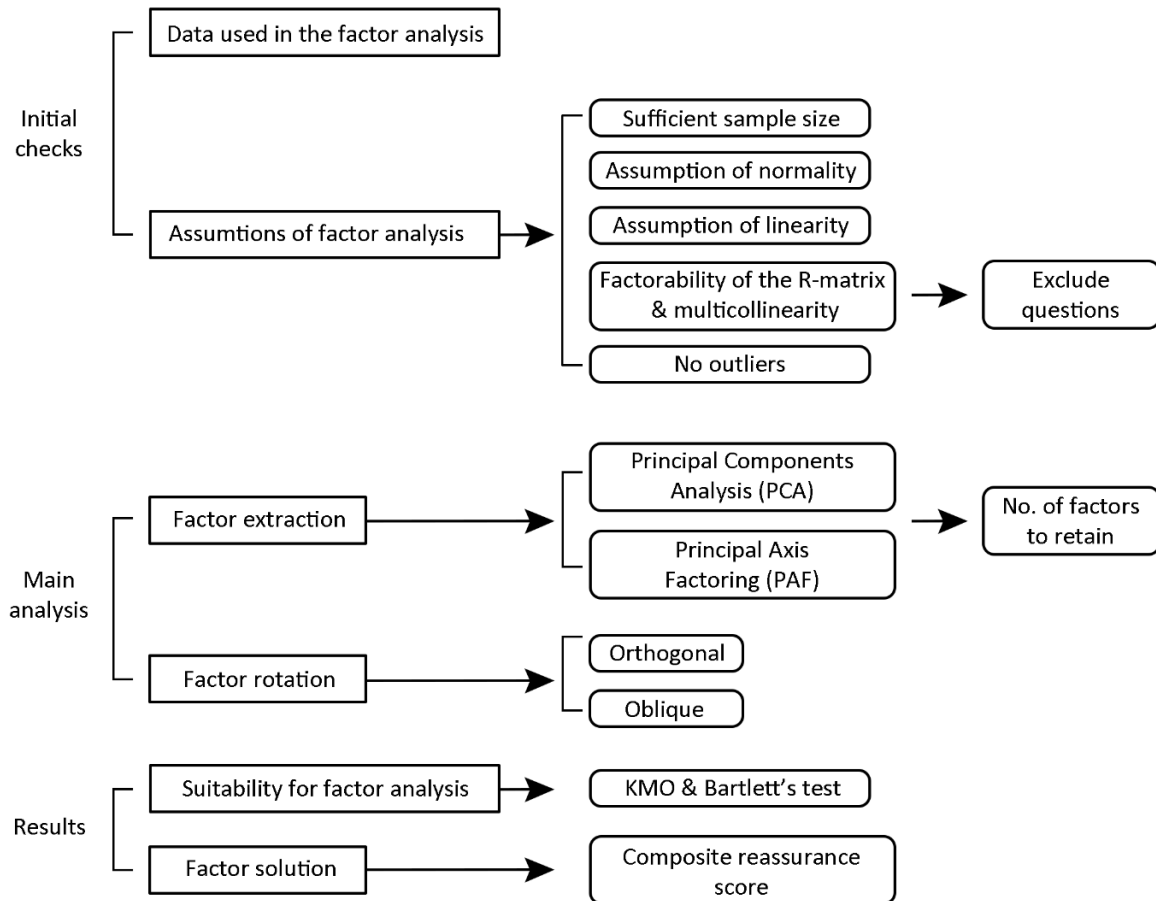 Data used in the factor analysis
Initial
checks
Sufficient sample size
Assumption of normality
Assumtions of factor analysis
Assumption of linearity
Factorability of the R-matrix
& multicollinearity
Exclude
questions
No outliers
Principal Components
Analysis (PCA)
Factor extraction
No. of factors
to retain
Principal Axis
Factoring (PAF)
Main
analysis
Orthogonal
Factor rotation
Oblique
Suitability for factor analysis
KMO & Bartlett’s test
Results
Factor solution
Composite reassurance
score